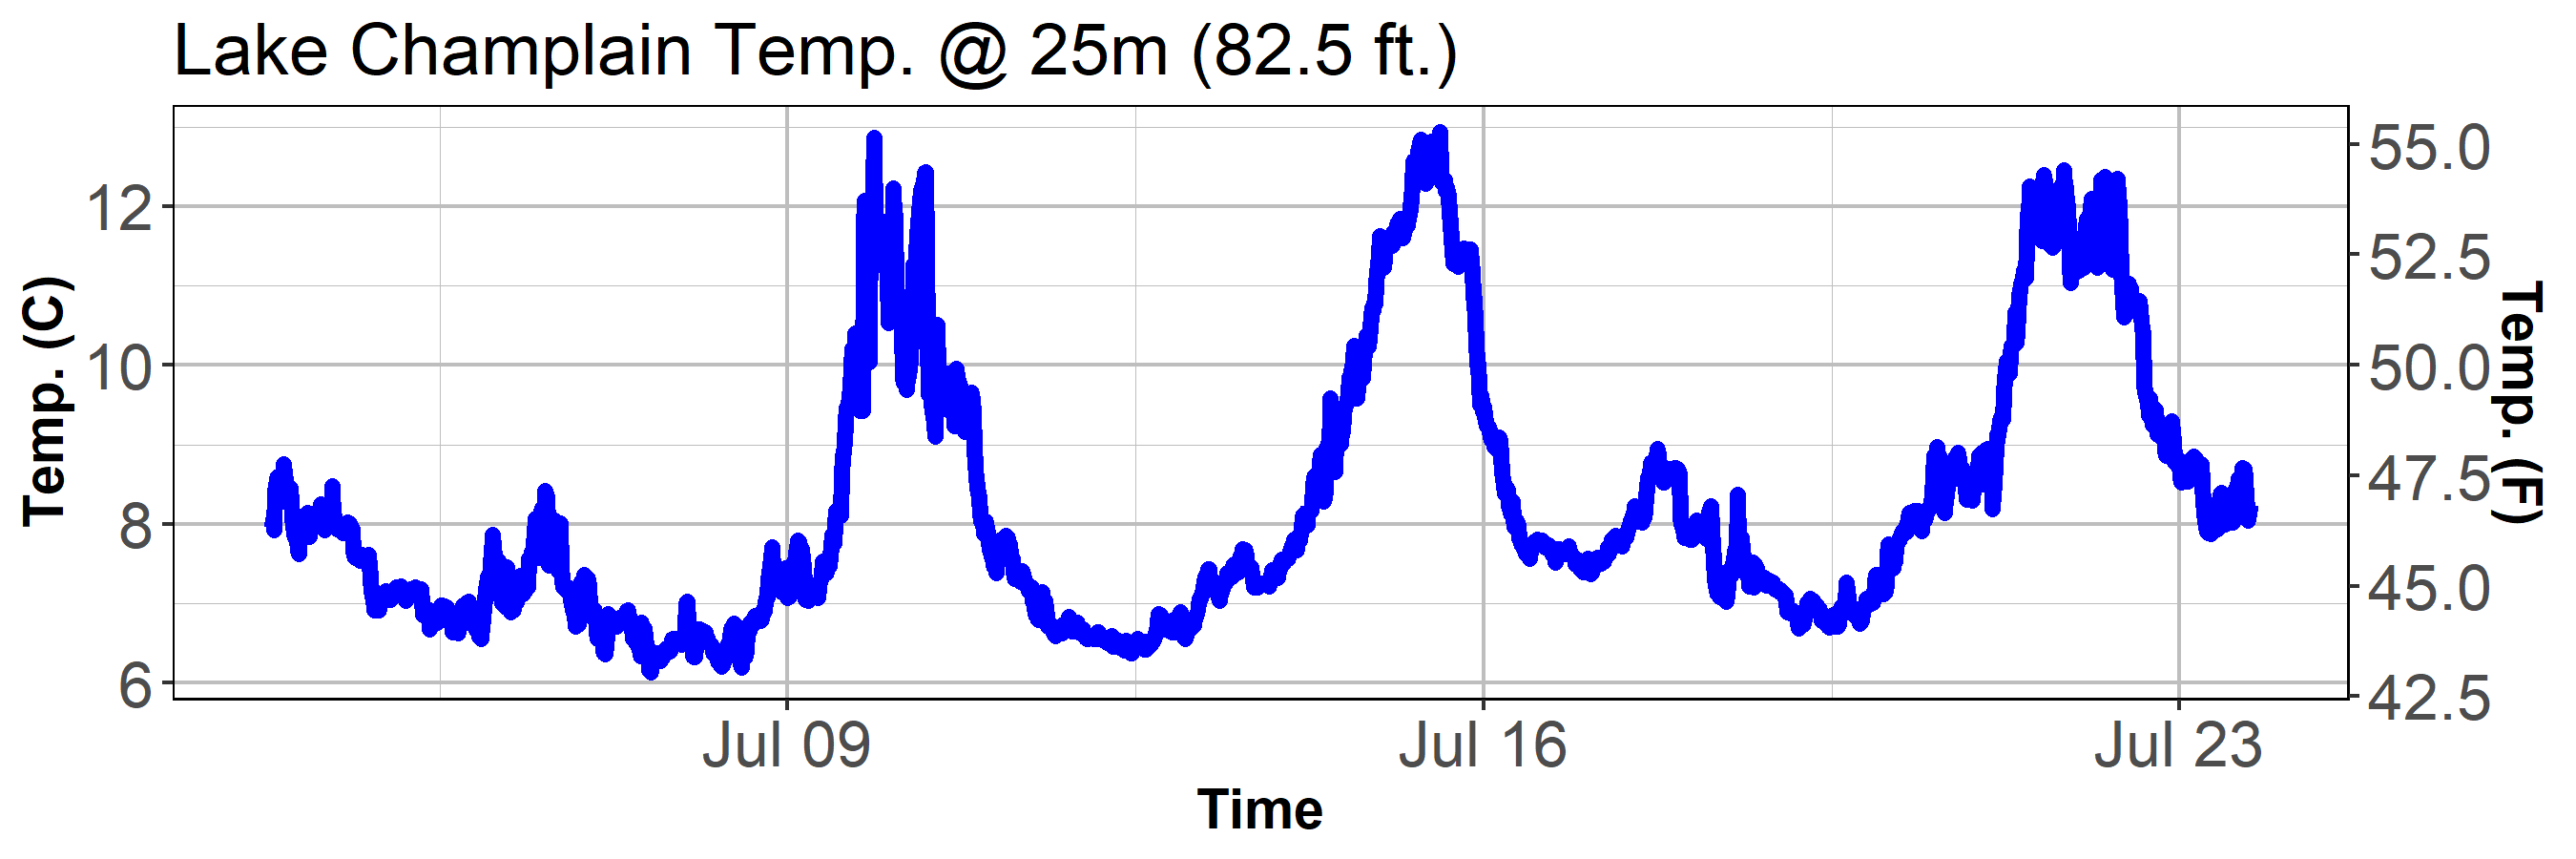 Lake Champlain Temp. @ 25m (82.5 ft.)
Temp. (C)
12
10
8
6
55.0
52.5
50.0
47.5
45.0
42.5
Temp. (F)
Jul 09
Jul 16
Jul 23
Time